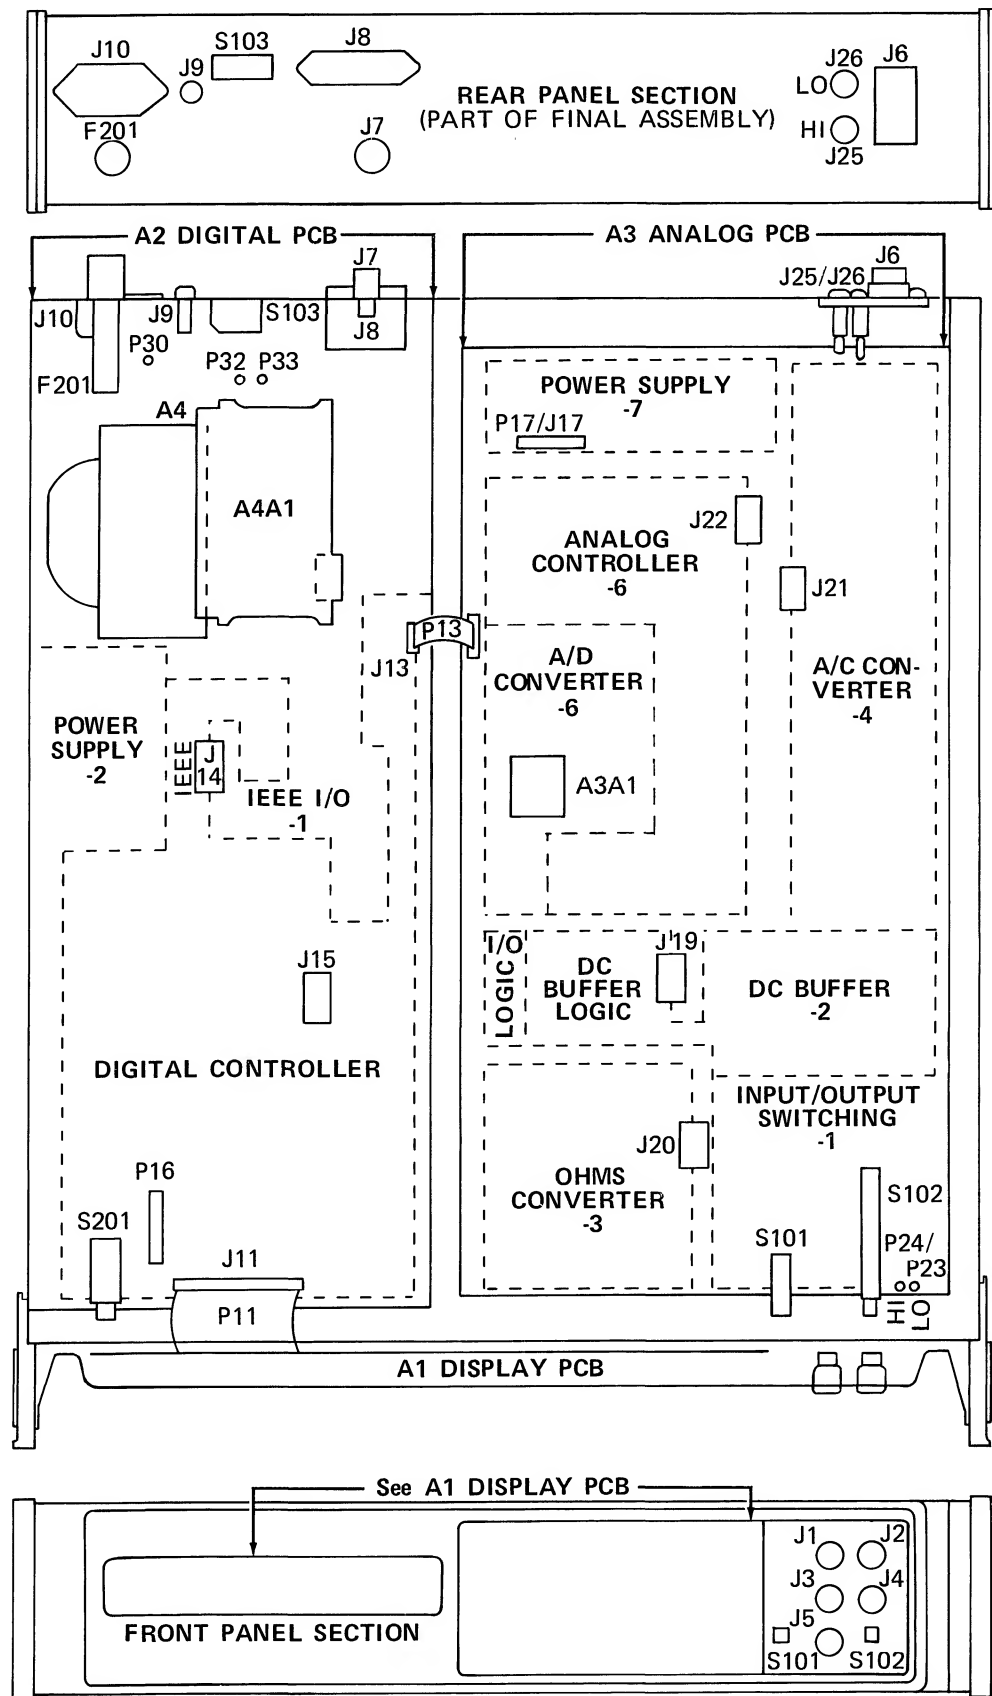 J10
J9
S103
J8
F201
J7
REAR PANEL SECTION
(PART OF FINAL ASSEMBLY)
J26
LO
HI
J25
J6
A2 DIGITAL PCB
A3 ANALOG PCB
J7
J6
J25/J26
J10
J9
S103
J8
P30
P32
P33
F201
A4
A4A1
POWER SUPPLY
-7
P17/J17
J22
ANALOG
CONTROLLER
-6
J21
P13
J13
A/D
CONVERTER
-6
A/C CON-
VERTER
-4
POWER
SUPPLY
-2
IEEE
J
14
IEEE I/O
-1
A3A1
I/O
LOGIC
DC
BUFFER
LOGIC
J19
DC BUFFER
-2
J15
DIGITAL CONTROLLER
INPUT/OUTPUT
SWITCHING
-1
J20
OHMS
CONVERTER
-3
P16
S201
J11
P11
S101
S102
P24/
P23
HI
LO
A1 DISPLAY PCB
See A1 DISPLAY PCB
J1
J2
J3
J4
J5
S101
S102
FRONT PANEL SECTION